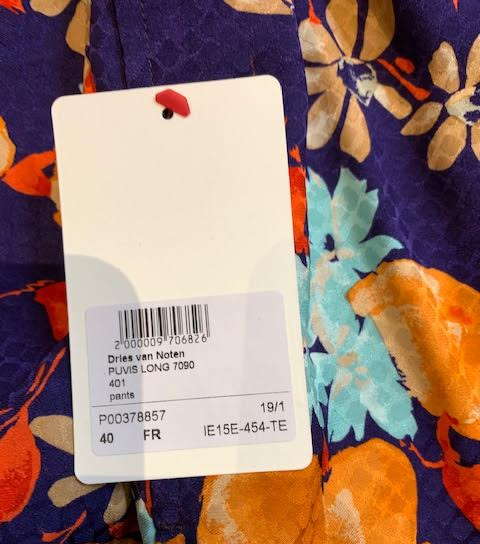 2 000009 706826
Dries van Noten
PUVIS LONG 7090
401
pants
P00378857 19/1
40 FR IE15E-454-TE